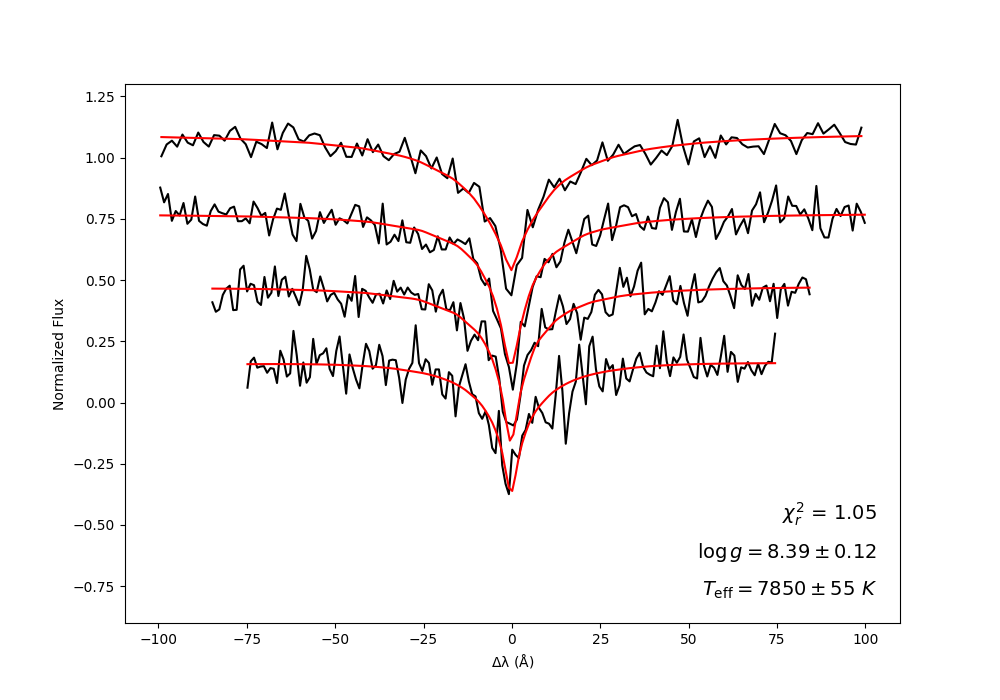 1.25
1.00
0.75
0.50
0.25
0.00
−0.25
−0.50
−0.75
Normalized Flux
χ²ᵣ = 1.05
log g = 8.39 ± 0.12
T_eff = 7850 ± 55 K
−100 −75 −50 −25 0 25 50 75 100
Δλ (Å)